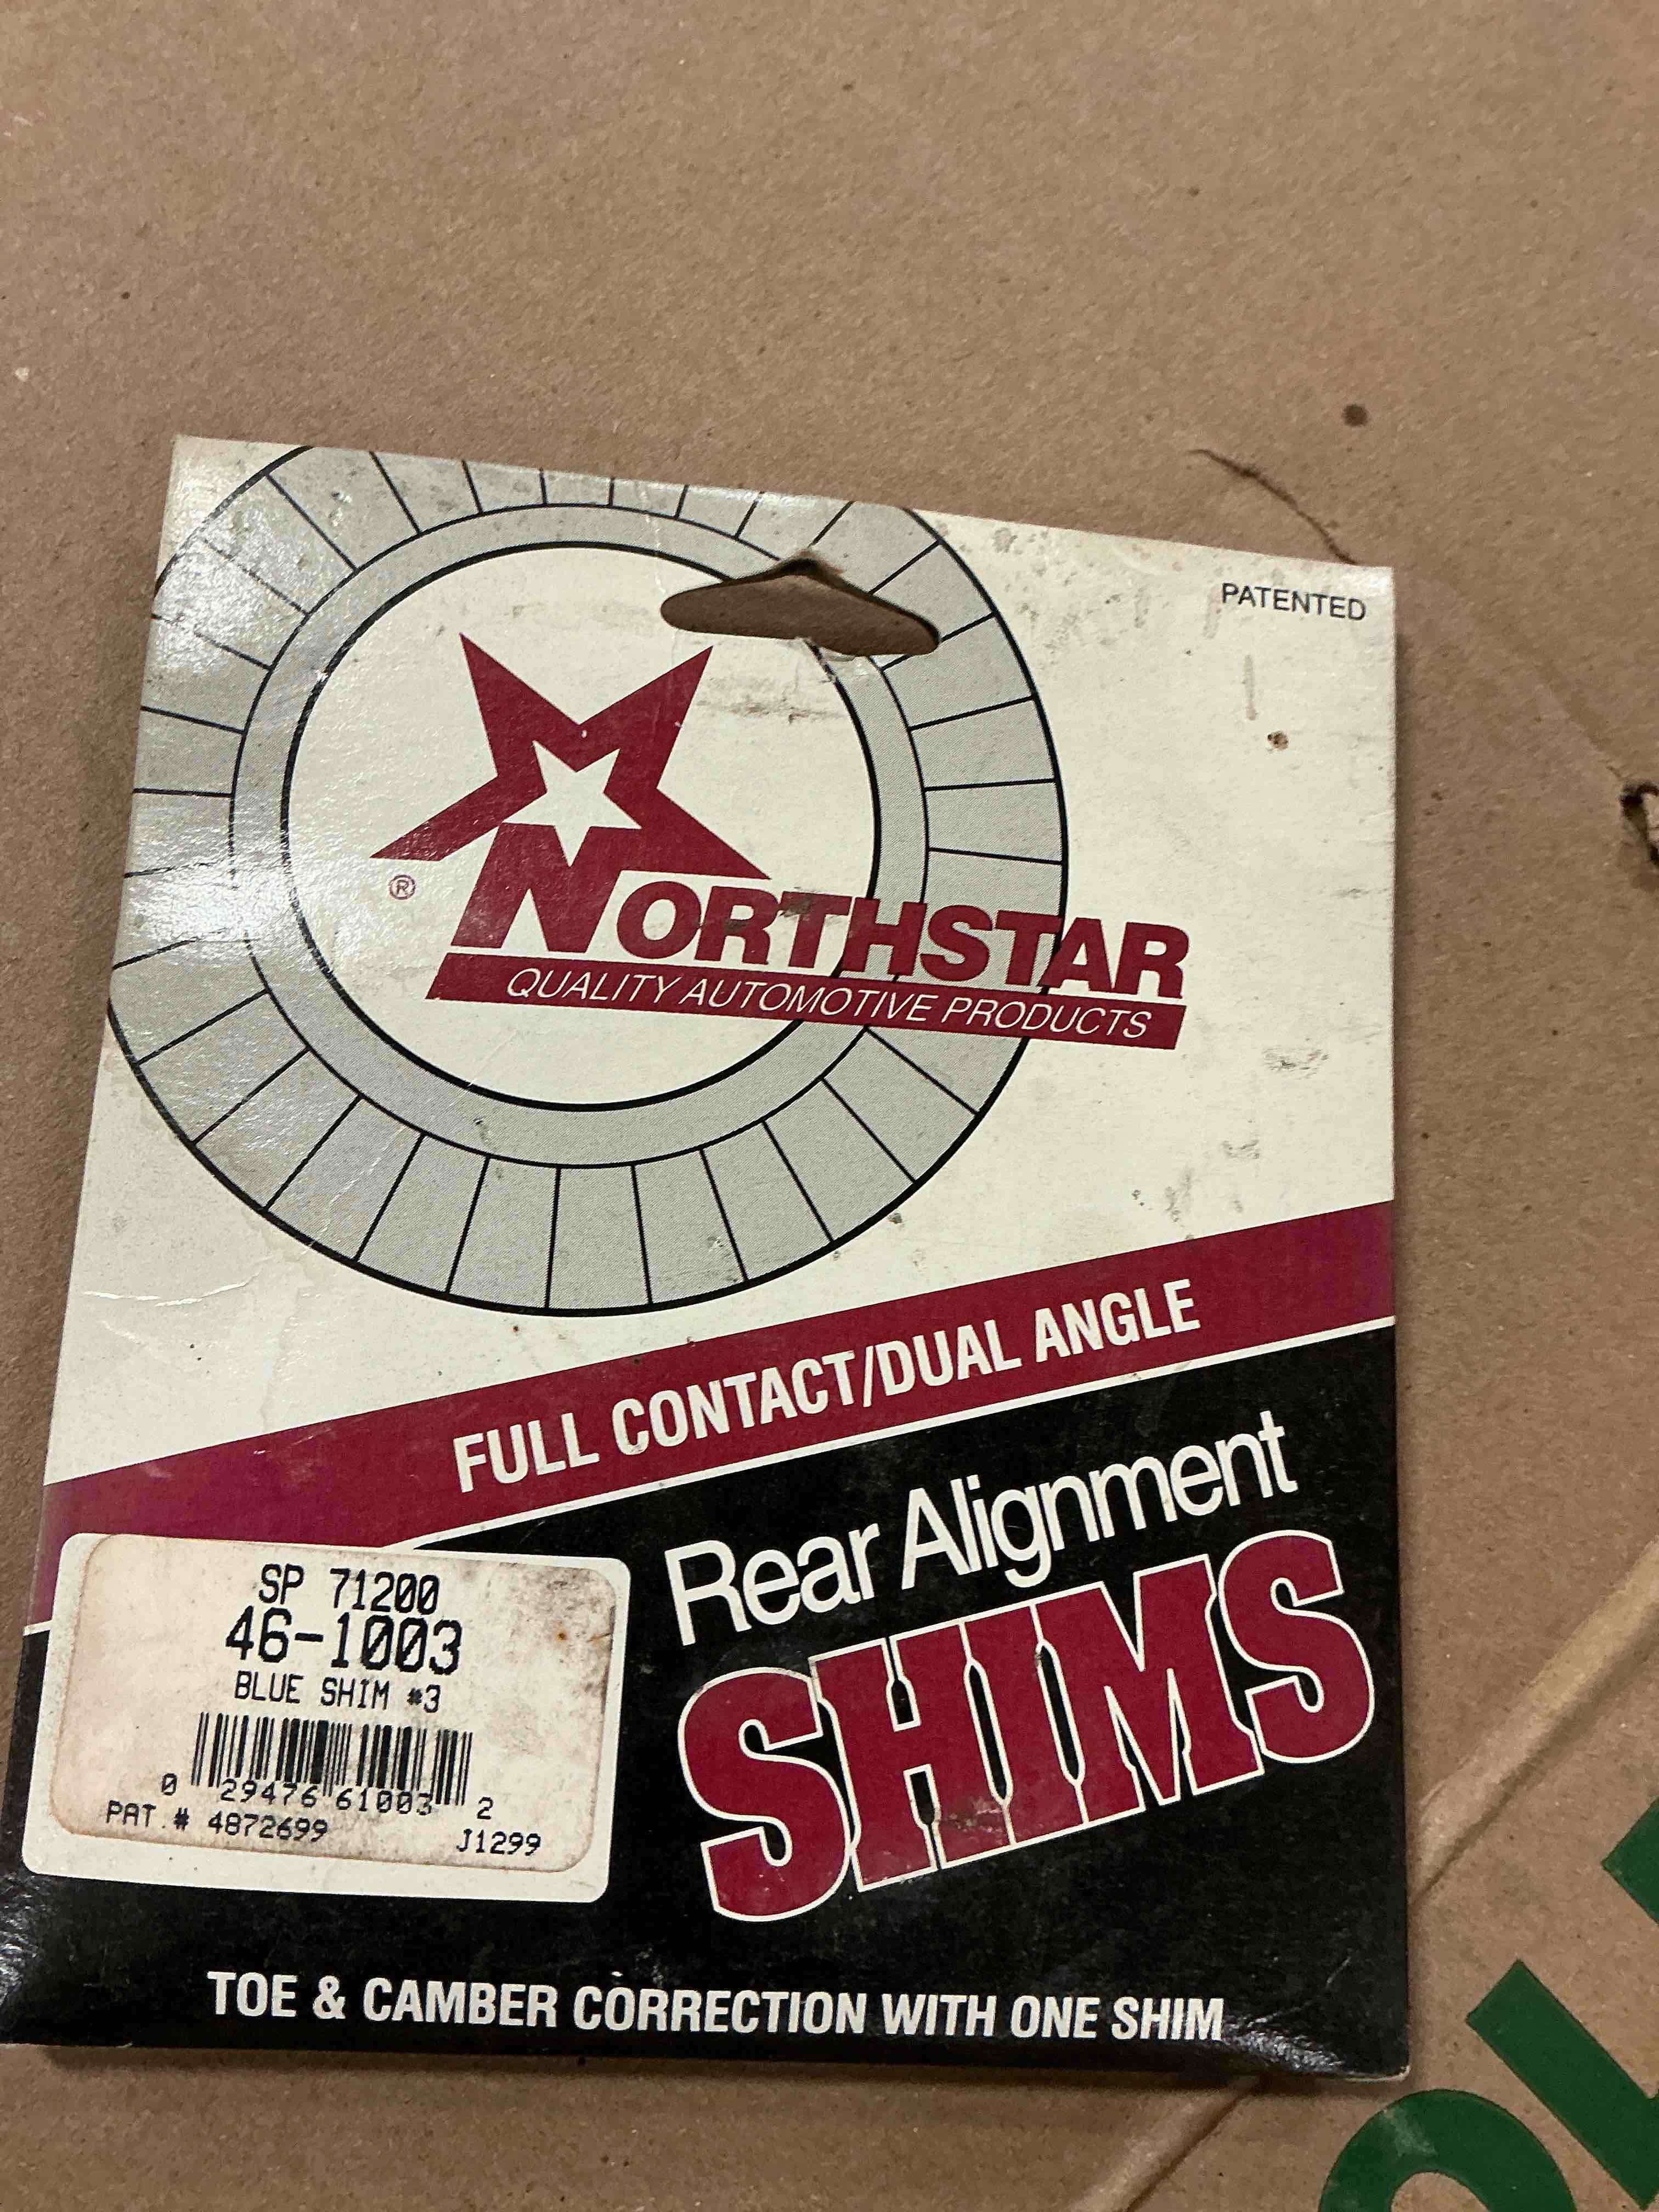 PATENTED
®
NORTHSTAR
QUALITY AUTOMOTIVE PRODUCTS
FULL CONTACT/DUAL ANGLE
Rear Alignment
SHIMS
SP 71200
46-1003
BLUE SHIM #3
0 29476 61003 2
PAT.# 4872699
J1299
TOE & CAMBER CORRECTION WITH ONE SHIM